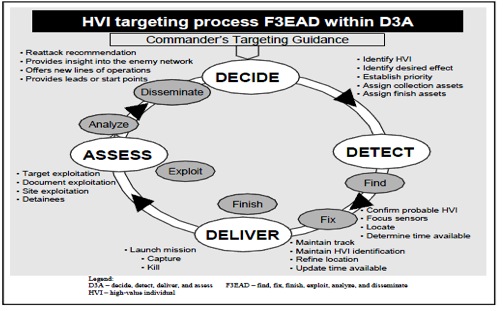 HVI targeting process F3EAD within D3A
Commander's Targeting Guidance
• Reattack recommendation
• Provides insight into the enemy network
• Offers new lines of operations
• Provides leads or start points
DECIDE
• Identify HVI
• Identify desired effect
• Establish priority
• Assign collection assets
• Assign finish assets
Disseminate
Analyze
ASSESS
DETECT
Exploit
Find
• Target exploitation
• Document exploitation
• Site exploitation
• Detainees
Finish
Fix
• Confirm probable HVI
• Focus sensors
• Locate
• Determine time available
DELIVER
• Launch mission
• Capture
• Kill
• Maintain track
• Maintain HVI identification
• Refine location
• Update time available
Legend:
D3A – decide, detect, deliver, and assess F3EAD – find, fix, finish, exploit, analyze, and disseminate
HVI – high-value individual